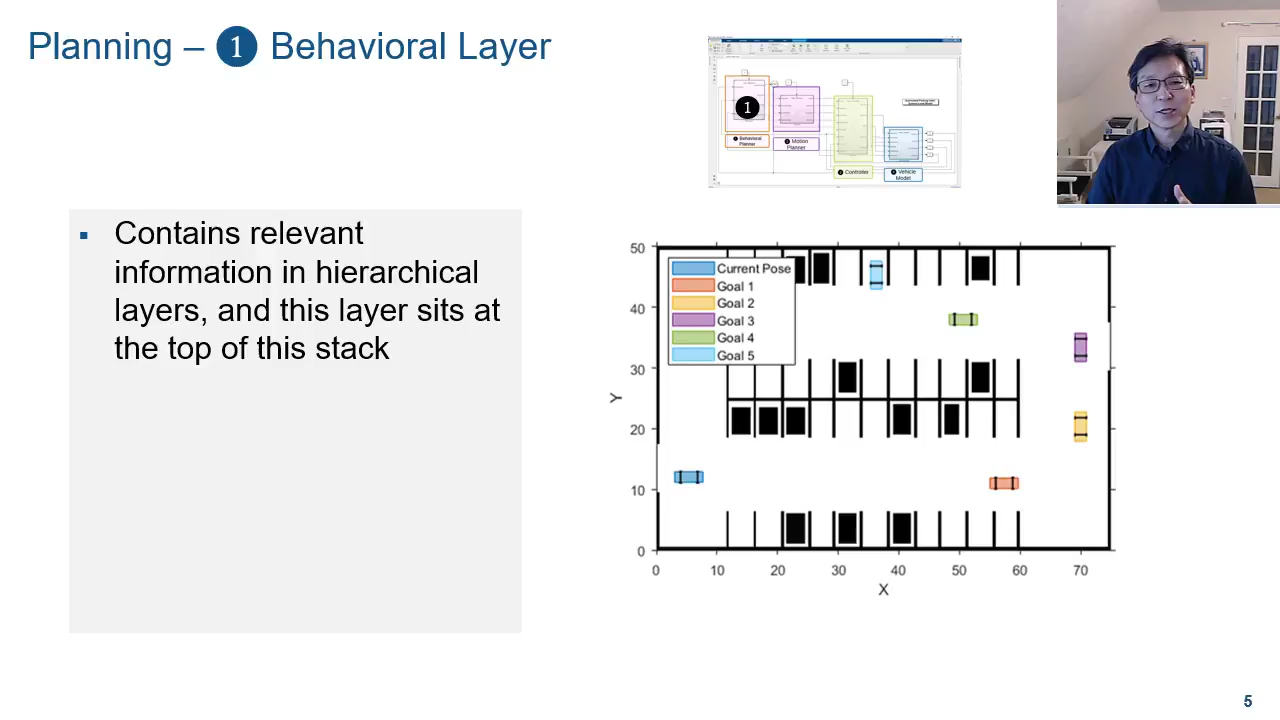 Planning – 1 Behavioral Layer
1
1 Behavioral
Planner
Motion
Planner
Controller
Vehicle
Model
▪ Contains relevant
information in hierarchical
layers, and this layer sits at
the top of this stack
Current Pose
Goal 1
Goal 2
Goal 3
Goal 4
Goal 5
50
40
30
20
10
0
Y
0 10 20 30 40 50 60 70
X
5